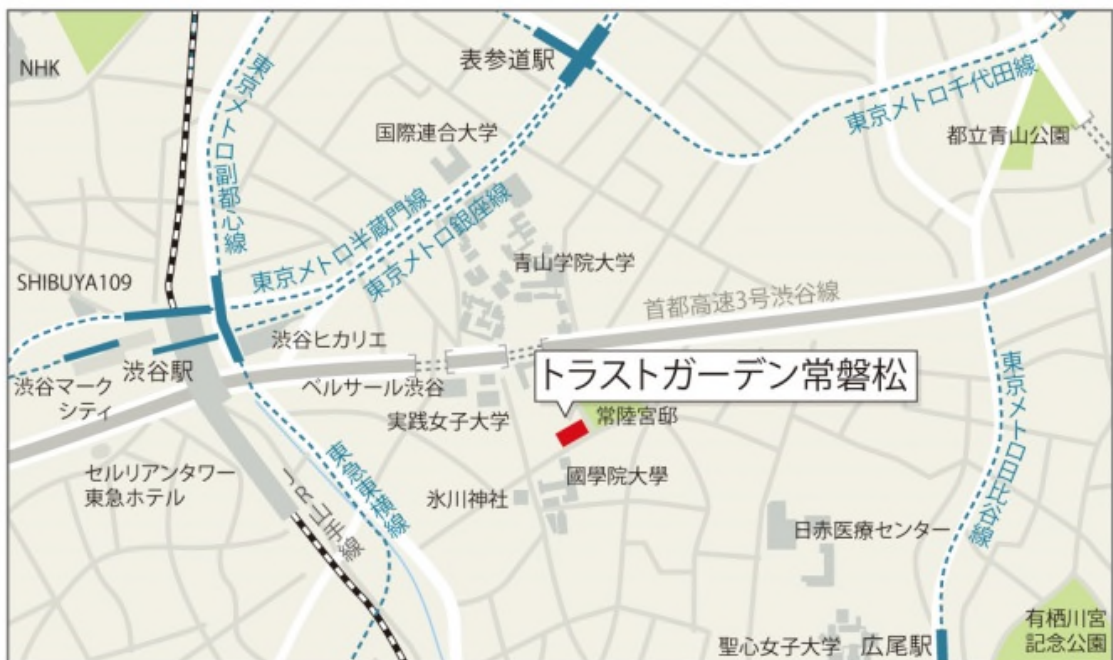 NHK
表参道駅
東京メトロ千代田線
都立青山公園
国際連合大学
東京メトロ副都心線
東京メトロ半蔵門線
東京メトロ銀座線
青山学院大学
SHIBUYA109
首都高速3号渋谷線
渋谷ヒカリエ
渋谷駅
渋谷マーク
シティ
ベルサール渋谷
トラストガーデン常磐松
実践女子大学
常陸宮邸
東京メトロ日比谷線
セルリアンタワー
東急ホテル
JR山手線
東急東横線
氷川神社
國學院大學
日赤医療センター
聖心女子大学
広尾駅
有栖川宮
記念公園